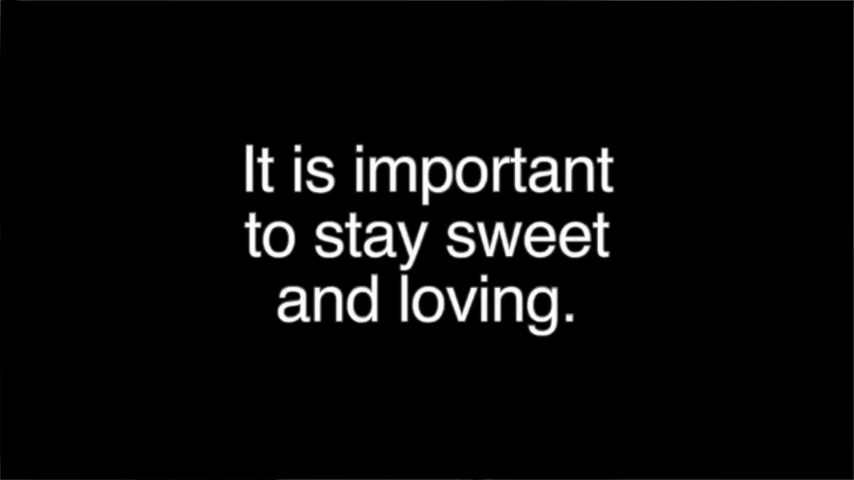 It is important
to stay sweet
and loving.